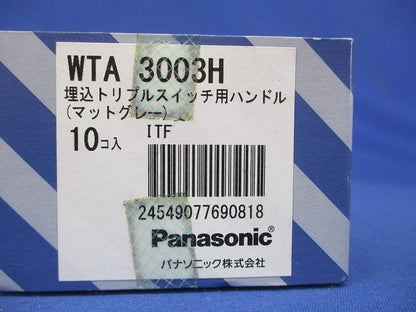 WTA 3003H
埋込トリプルスイッチ用ハンドル
(マットグレー)
10コ入
ITF
24549077690818
Panasonic
パナソニック株式会社